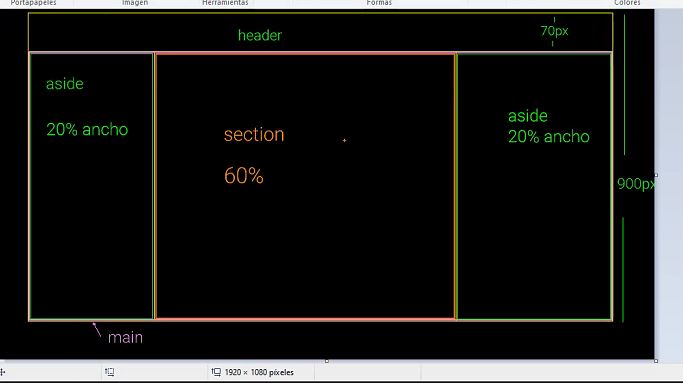 Portapapeles Imagen Herramientas Formas Colores
header
70px
aside
20% ancho
section
60%
aside
20% ancho
900px
main
1920 × 1080 píxeles